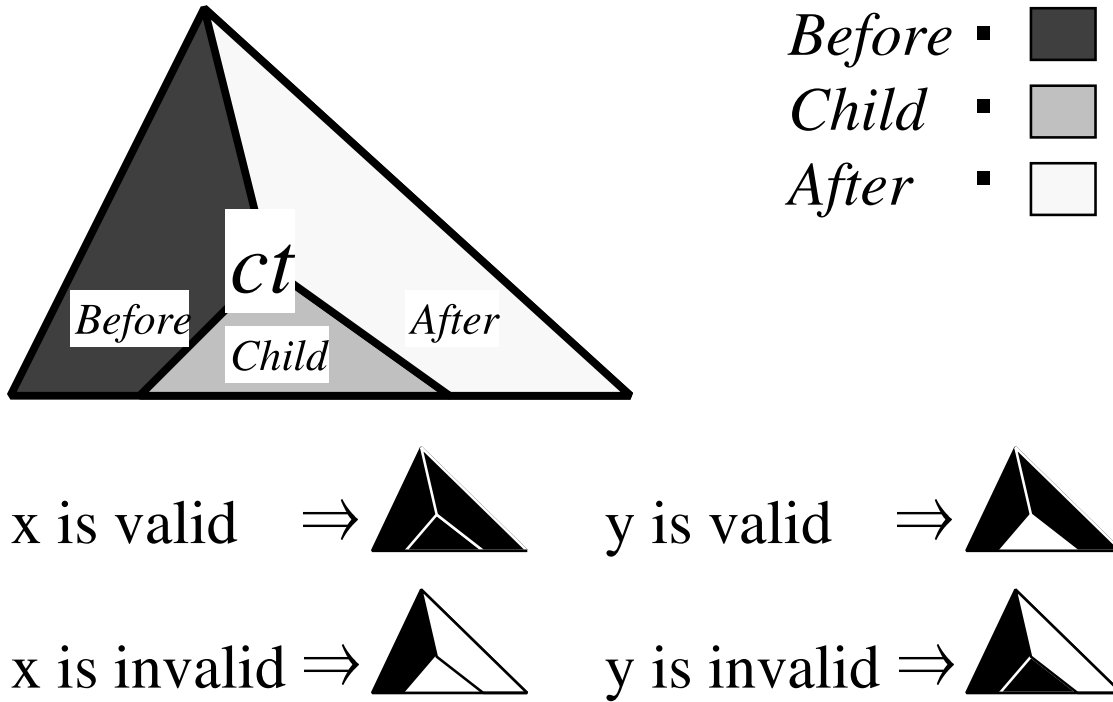 Before ▪
Child ▪
After ▪
ct
Before
After
Child
x is valid ⇒
y is valid ⇒
x is invalid ⇒
y is invalid ⇒